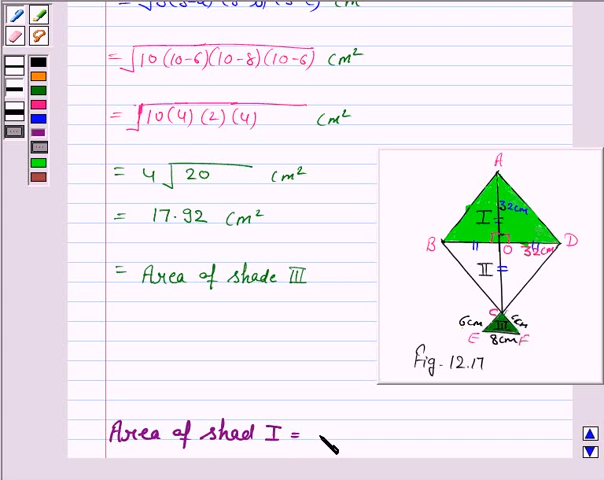 = √10(10-6)(10-8)(10-6) cm²
= √10(4)(2)(4) cm²
= 4√20 cm²
= 17.92 cm²
= Area of shade III
Area of shad I =
A
I 32cm
B O 32cm D
II
C
6cm III 6cm
E 8cm F
Fig. 12.17